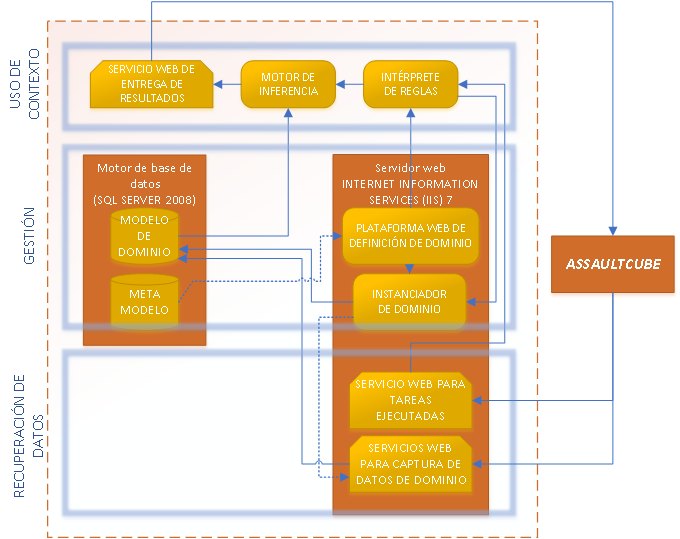 USO DE
CONTEXTO
SERVICIO WEB DE
ENTREGA DE
RESULTADOS
MOTOR DE
INFERENCIA
INTÉRPRETE
DE REGLAS
GESTIÓN
Motor de base de
datos
(SQL SERVER 2008)
MODELO
DE
DOMINIO
META
MODELO
Servidor web
INTERNET INFORMATION
SERVICES (IIS) 7
PLATAFORMA WEB DE
DEFINICIÓN DE DOMINIO
INSTANCIADOR
DE DOMINIO
ASSAULTCUBE
RECUPERACIÓN DE
DATOS
SERVICIO WEB PARA
TAREAS
EJECUTADAS
SERVICIOS WEB
PARA CAPTURA DE
DATOS DE DOMINIO